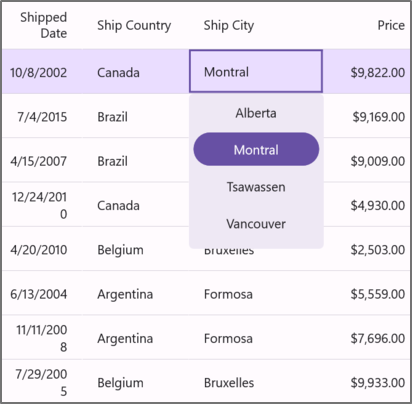 Shipped Date Ship Country Ship City Price
10/8/2002 Canada Montral $9,822.00
Alberta
7/4/2015 Brazil $9,169.00
Montral
4/15/2007 Brazil $9,009.00
Tsawassen
12/24/2010 Canada $4,930.00
Vancouver
4/20/2010 Belgium Bruxelles $2,503.00
6/13/2004 Argentina Formosa $5,559.00
11/11/2008 Argentina Formosa $7,696.00
7/29/2005 Belgium Bruxelles $9,933.00